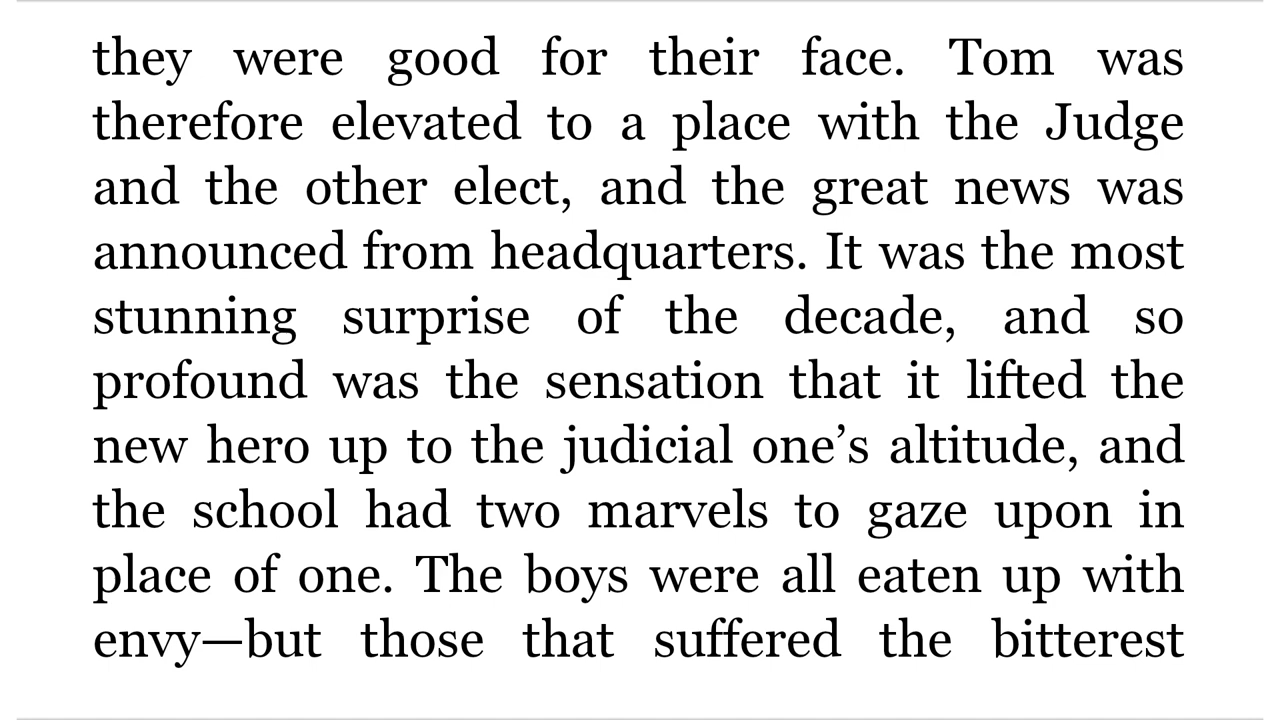 they were good for their face. Tom was
therefore elevated to a place with the Judge
and the other elect, and the great news was
announced from headquarters. It was the most
stunning surprise of the decade, and so
profound was the sensation that it lifted the
new hero up to the judicial one’s altitude, and
the school had two marvels to gaze upon in
place of one. The boys were all eaten up with
envy—but those that suffered the bitterest